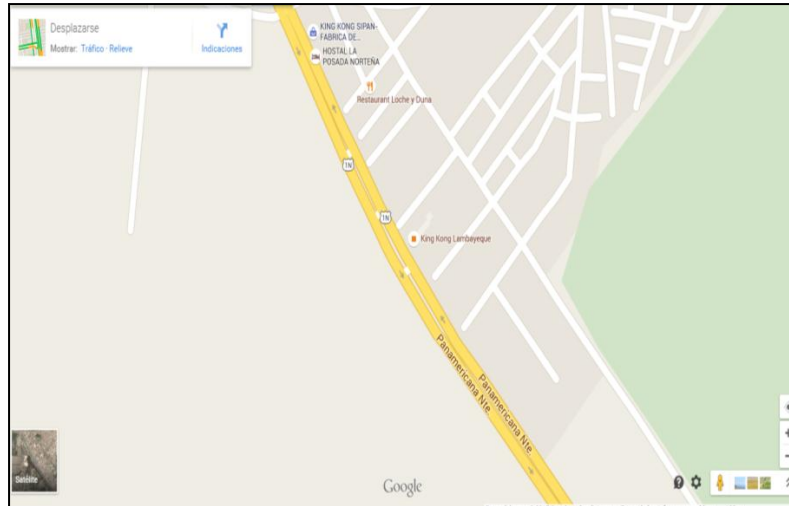 Desplazarse
Mostrar: Tráfico · Relieve
Indicaciones
KING KONG SIPAN-
FABRICA DE...
HOSTAL LA
POSADA NORTEÑA
Restaurant Loche y Duna
1N
1N
King Kong Lambayeque
Panamericana Nte
Panamericana Nte
Satélite
Google